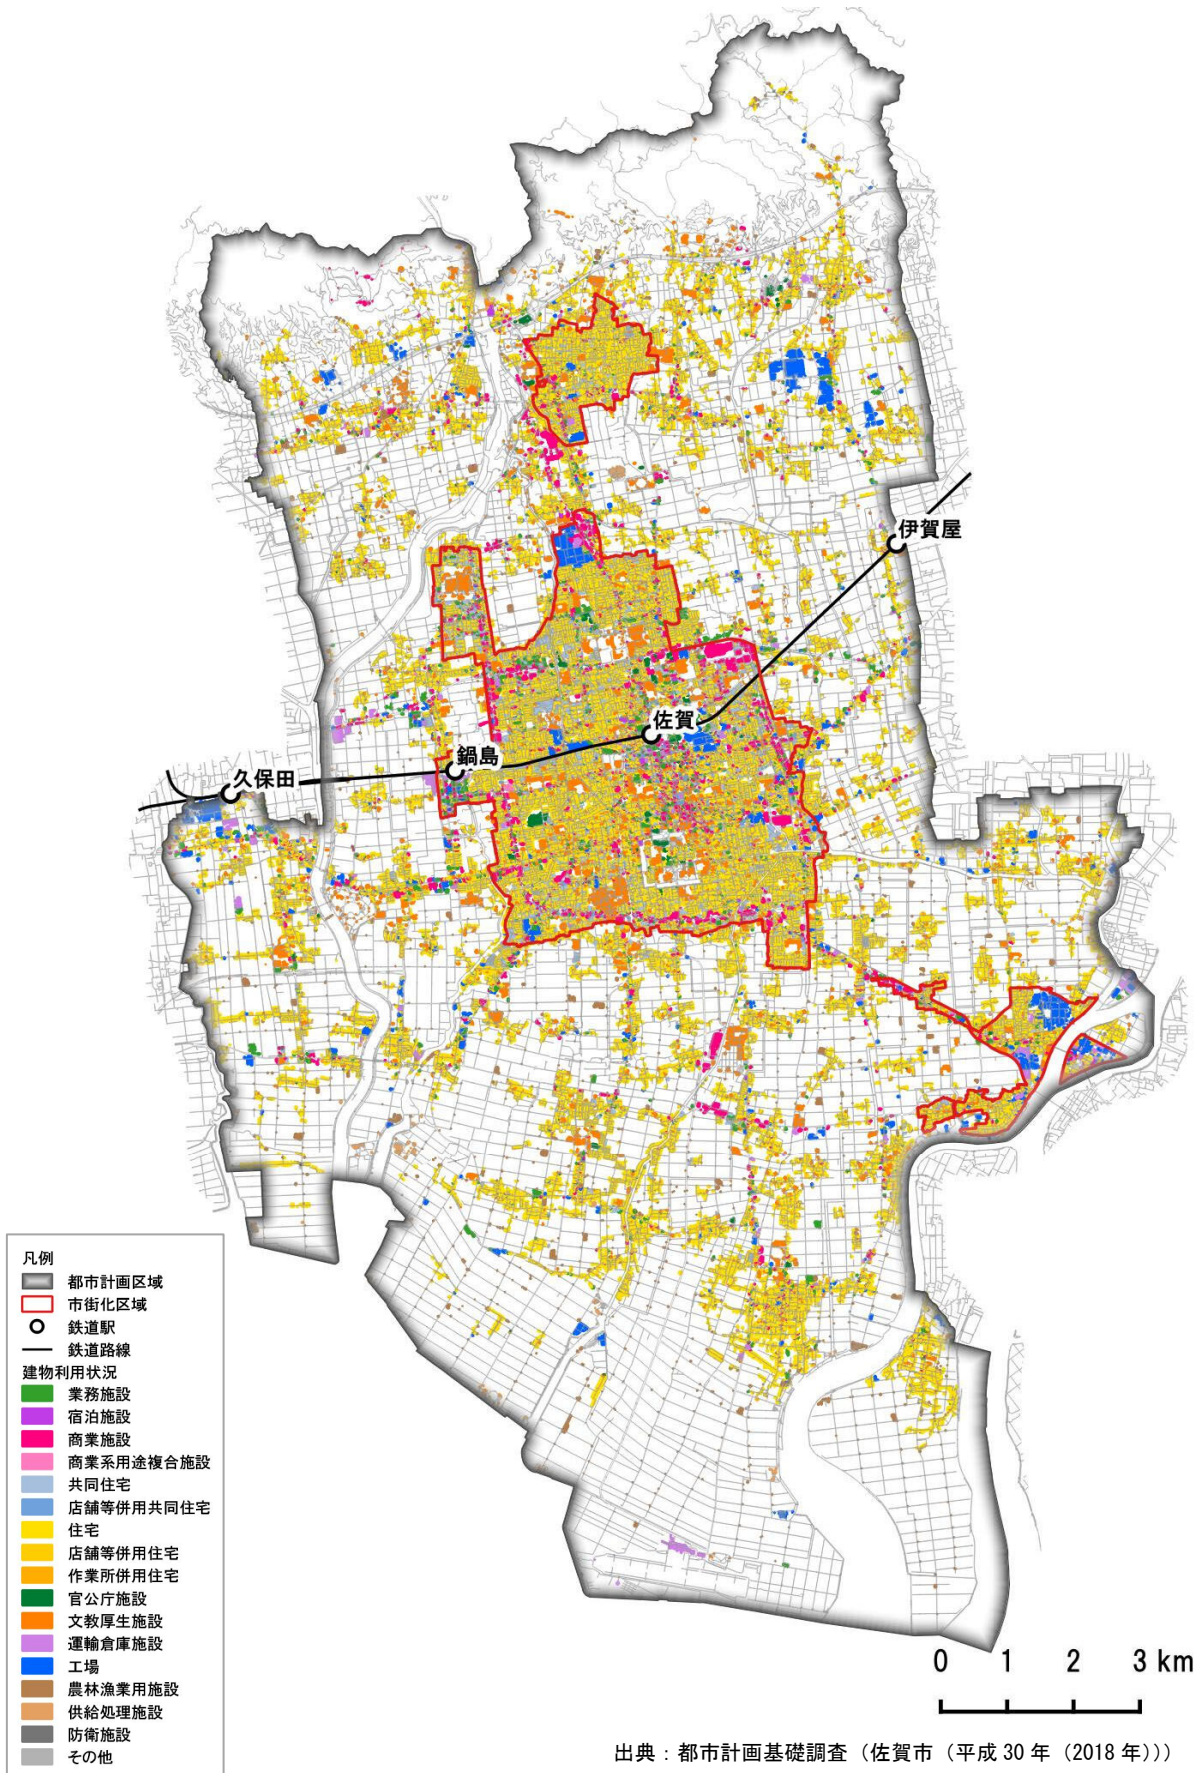 伊賀屋
佐賀
鍋島
久保田
凡例
都市計画区域
市街化区域
鉄道駅
鉄道路線
建物利用状況
業務施設
宿泊施設
商業施設
商業系用途複合施設
共同住宅
店舗等併用共同住宅
住宅
店舗等併用住宅
作業所併用住宅
官公庁施設
文教厚生施設
運輸倉庫施設
工場
農林漁業用施設
供給処理施設
防衛施設
その他
0 1 2 3 km
出典：都市計画基礎調査（佐賀市（平成30年（2018年）））